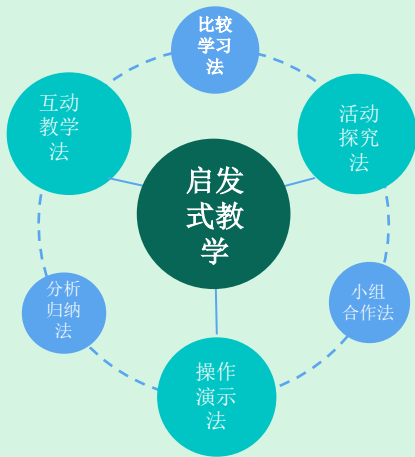 比较
学习
法
互动
教学
法
活动
探究
法
启发
式教
学
分析
归纳
法
小组
合作法
操作
演示
法